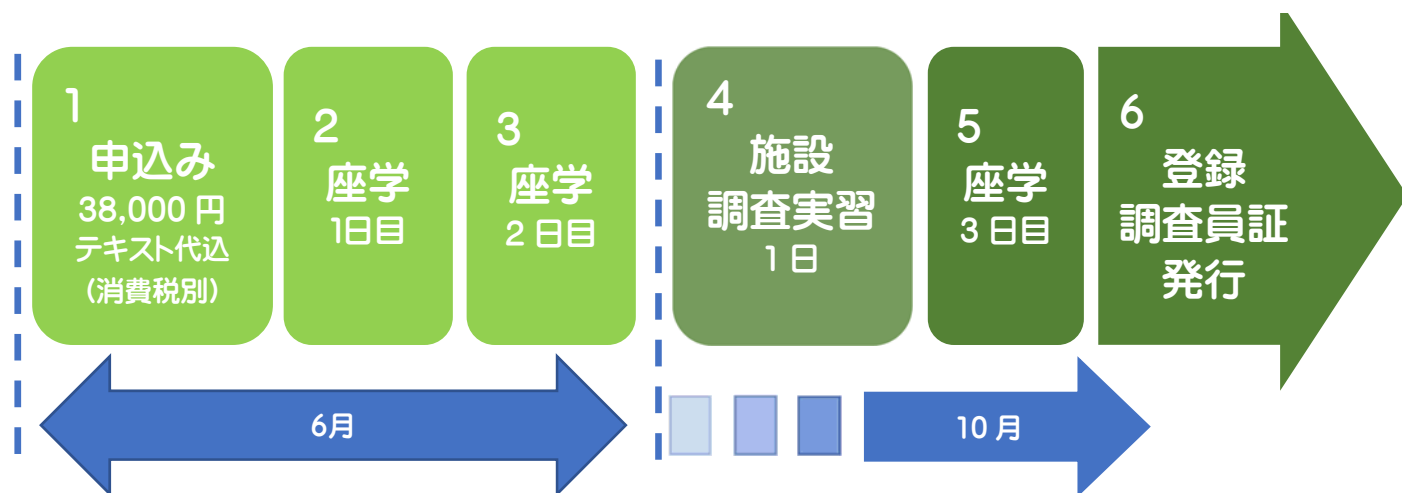 1
申込み
38,000 円
テキスト代込
(消費税別)
2
座学
1日目
3
座学
2 日目
4
施設
調査実習
1 日
5
座学
3 日目
6
登録
調査員証
発行
6月
10 月